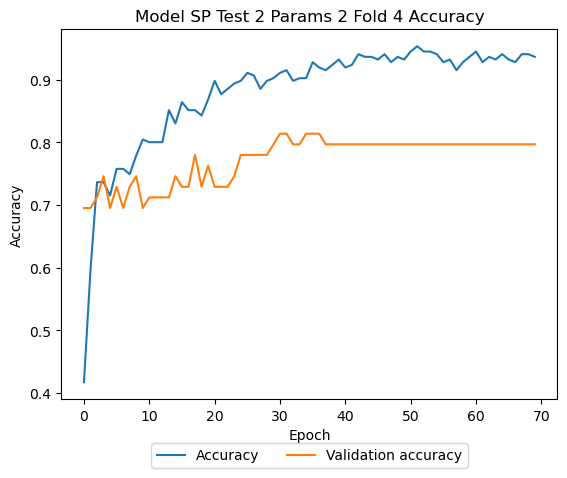 Model SP Test 2 Params 2 Fold 4 Accuracy
Accuracy
0.9
0.8
0.7
0.6
0.5
0.4
0 10 20 30 40 50 60 70
Epoch
Accuracy Validation accuracy